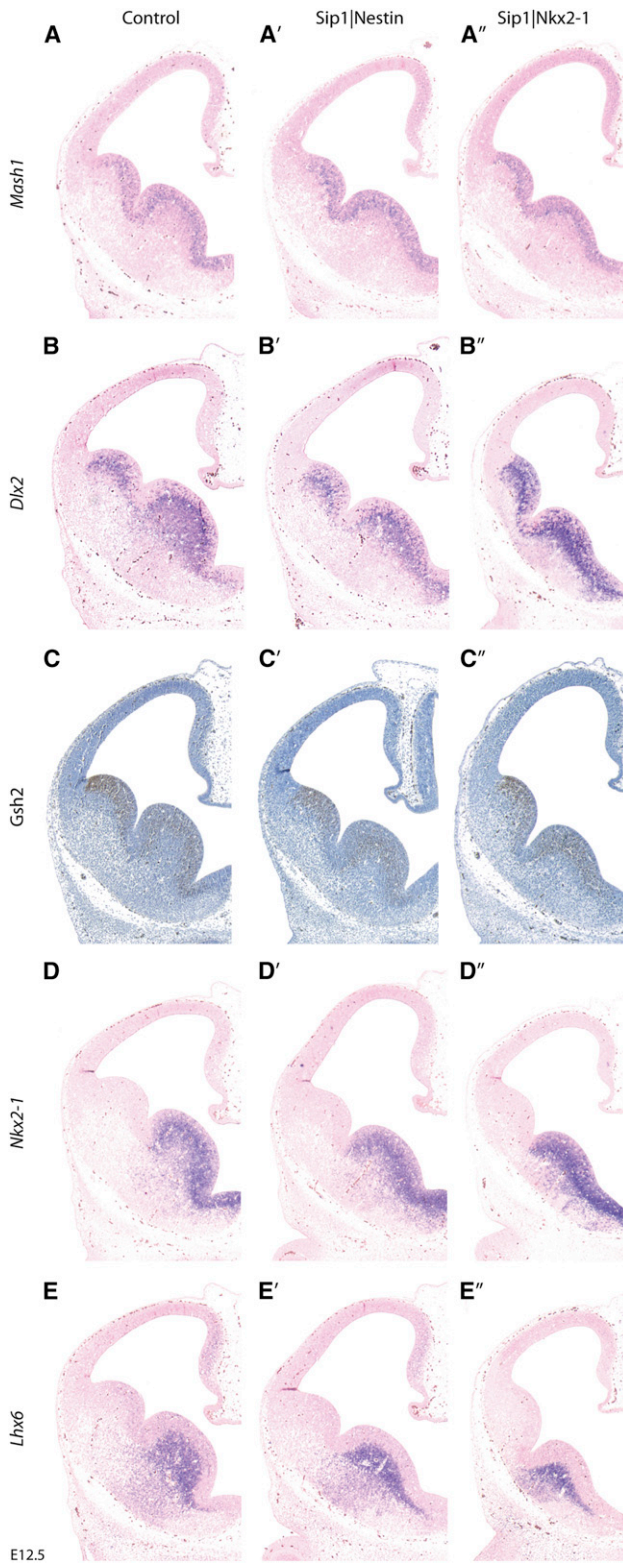 Control Sip1|Nestin Sip1|Nkx2-1
A A′ A″
Mash1
B B′ B″
Dlx2
C C′ C″
Gsh2
D D′ D″
Nkx2-1
E E′ E″
Lhx6
E12.5